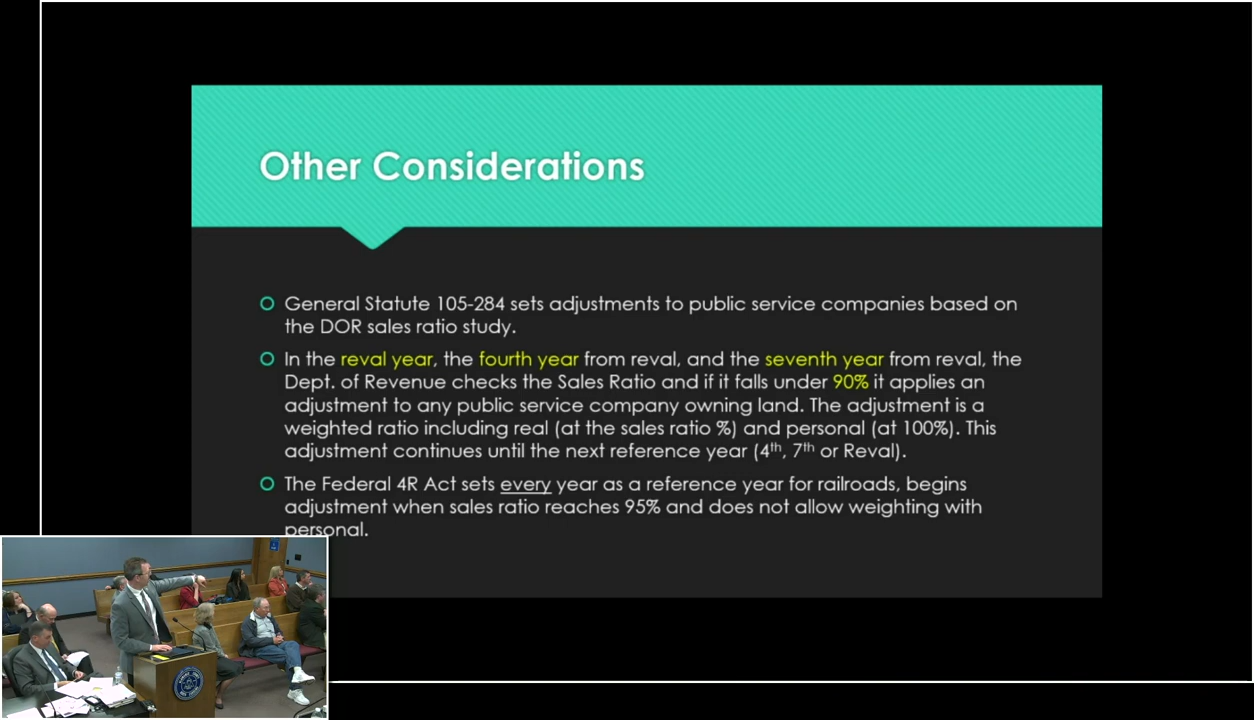 Other Considerations
General Statute 105-284 sets adjustments to public service companies based on
the DOR sales ratio study.
In the reval year, the fourth year from reval, and the seventh year from reval, the
Dept. of Revenue checks the Sales Ratio and if it falls under 90% it applies an
adjustment to any public service company owning land. The adjustment is a
weighted ratio including real (at the sales ratio %) and personal (at 100%). This
adjustment continues until the next reference year (4th, 7th or Reval).
The Federal 4R Act sets every year as a reference year for railroads, begins
adjustment when sales ratio reaches 95% and does not allow weighting with
personal.